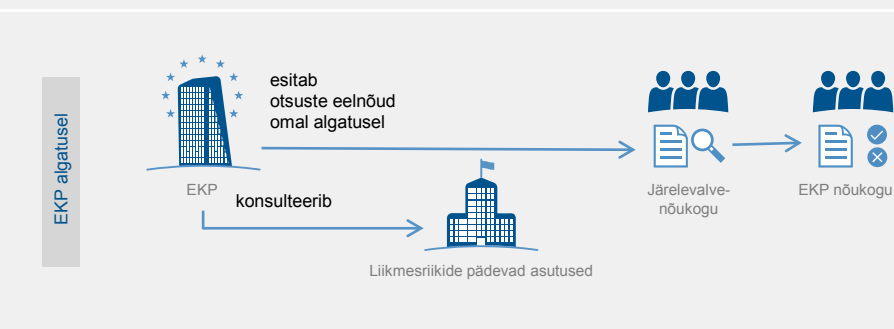 EKP algatusel
esitab
otsuste eelnõud
omal algatusel
EKP
konsulteerib
Liikmesriikide pädevad asutused
Järelevalve-
nõukogu
EKP nõukogu